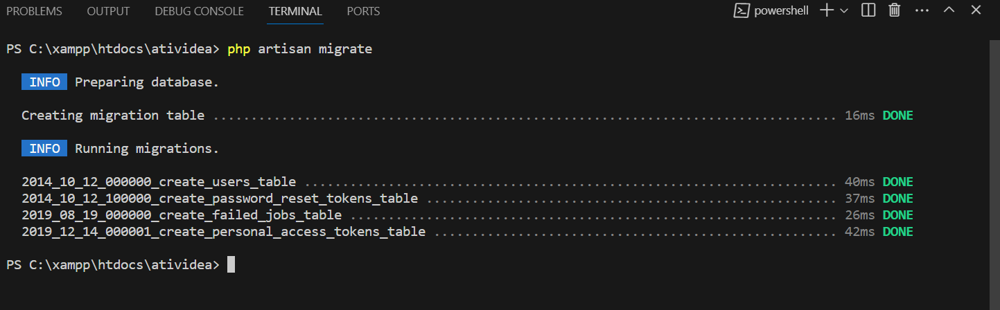 PROBLEMS OUTPUT DEBUG CONSOLE TERMINAL PORTS powershell
PS C:\xampp\htdocs\atividea> php artisan migrate
INFO Preparing database.
Creating migration table .................................................................................. 16ms DONE
INFO Running migrations.
2014_10_12_000000_create_users_table ...................................................................... 40ms DONE
2014_10_12_100000_create_password_reset_tokens_table ...................................................... 37ms DONE
2019_08_19_000000_create_failed_jobs_table ................................................................ 26ms DONE
2019_12_14_000001_create_personal_access_tokens_table ..................................................... 42ms DONE
PS C:\xampp\htdocs\atividea>